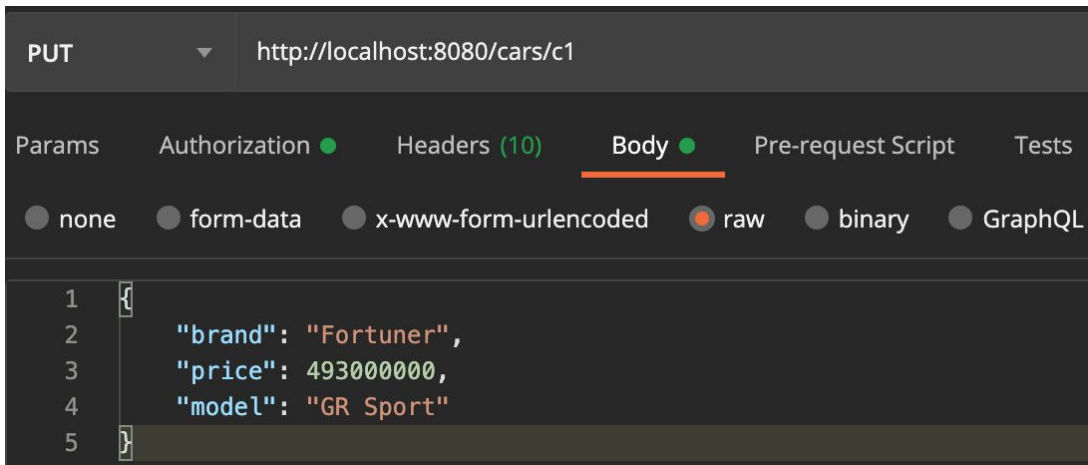 PUT http://localhost:8080/cars/c1
Params Authorization Headers (10) Body Pre-request Script Tests
none form-data x-www-form-urlencoded raw binary GraphQL
1 {
2 "brand": "Fortuner",
3 "price": 493000000,
4 "model": "GR Sport"
5 }